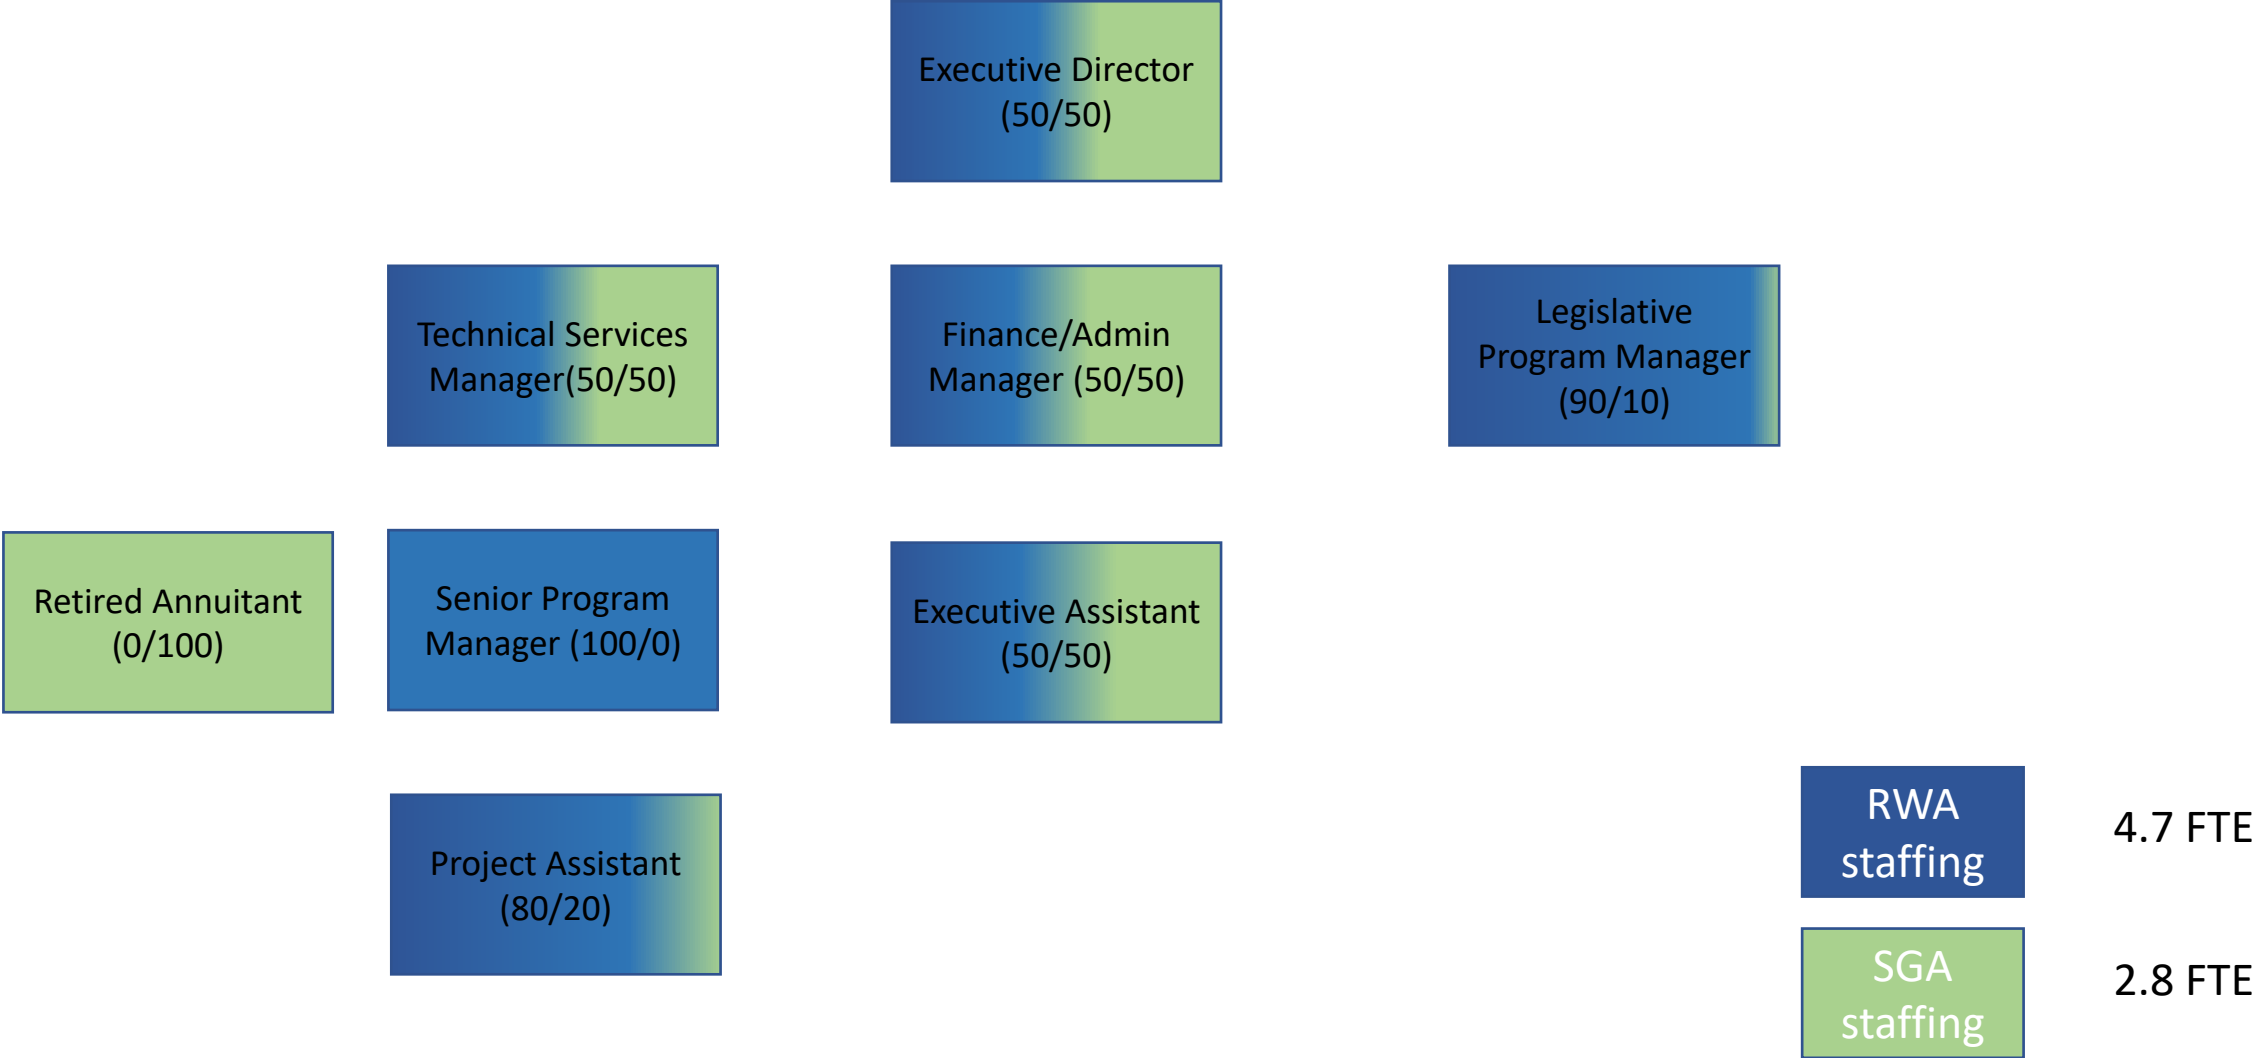 Executive Director
(50/50)
Technical Services
Manager(50/50)
Finance/Admin
Manager (50/50)
Legislative
Program Manager
(90/10)
Retired Annuitant
(0/100)
Senior Program
Manager (100/0)
Executive Assistant
(50/50)
Project Assistant
(80/20)
RWA
staffing
4.7 FTE
SGA
staffing
2.8 FTE